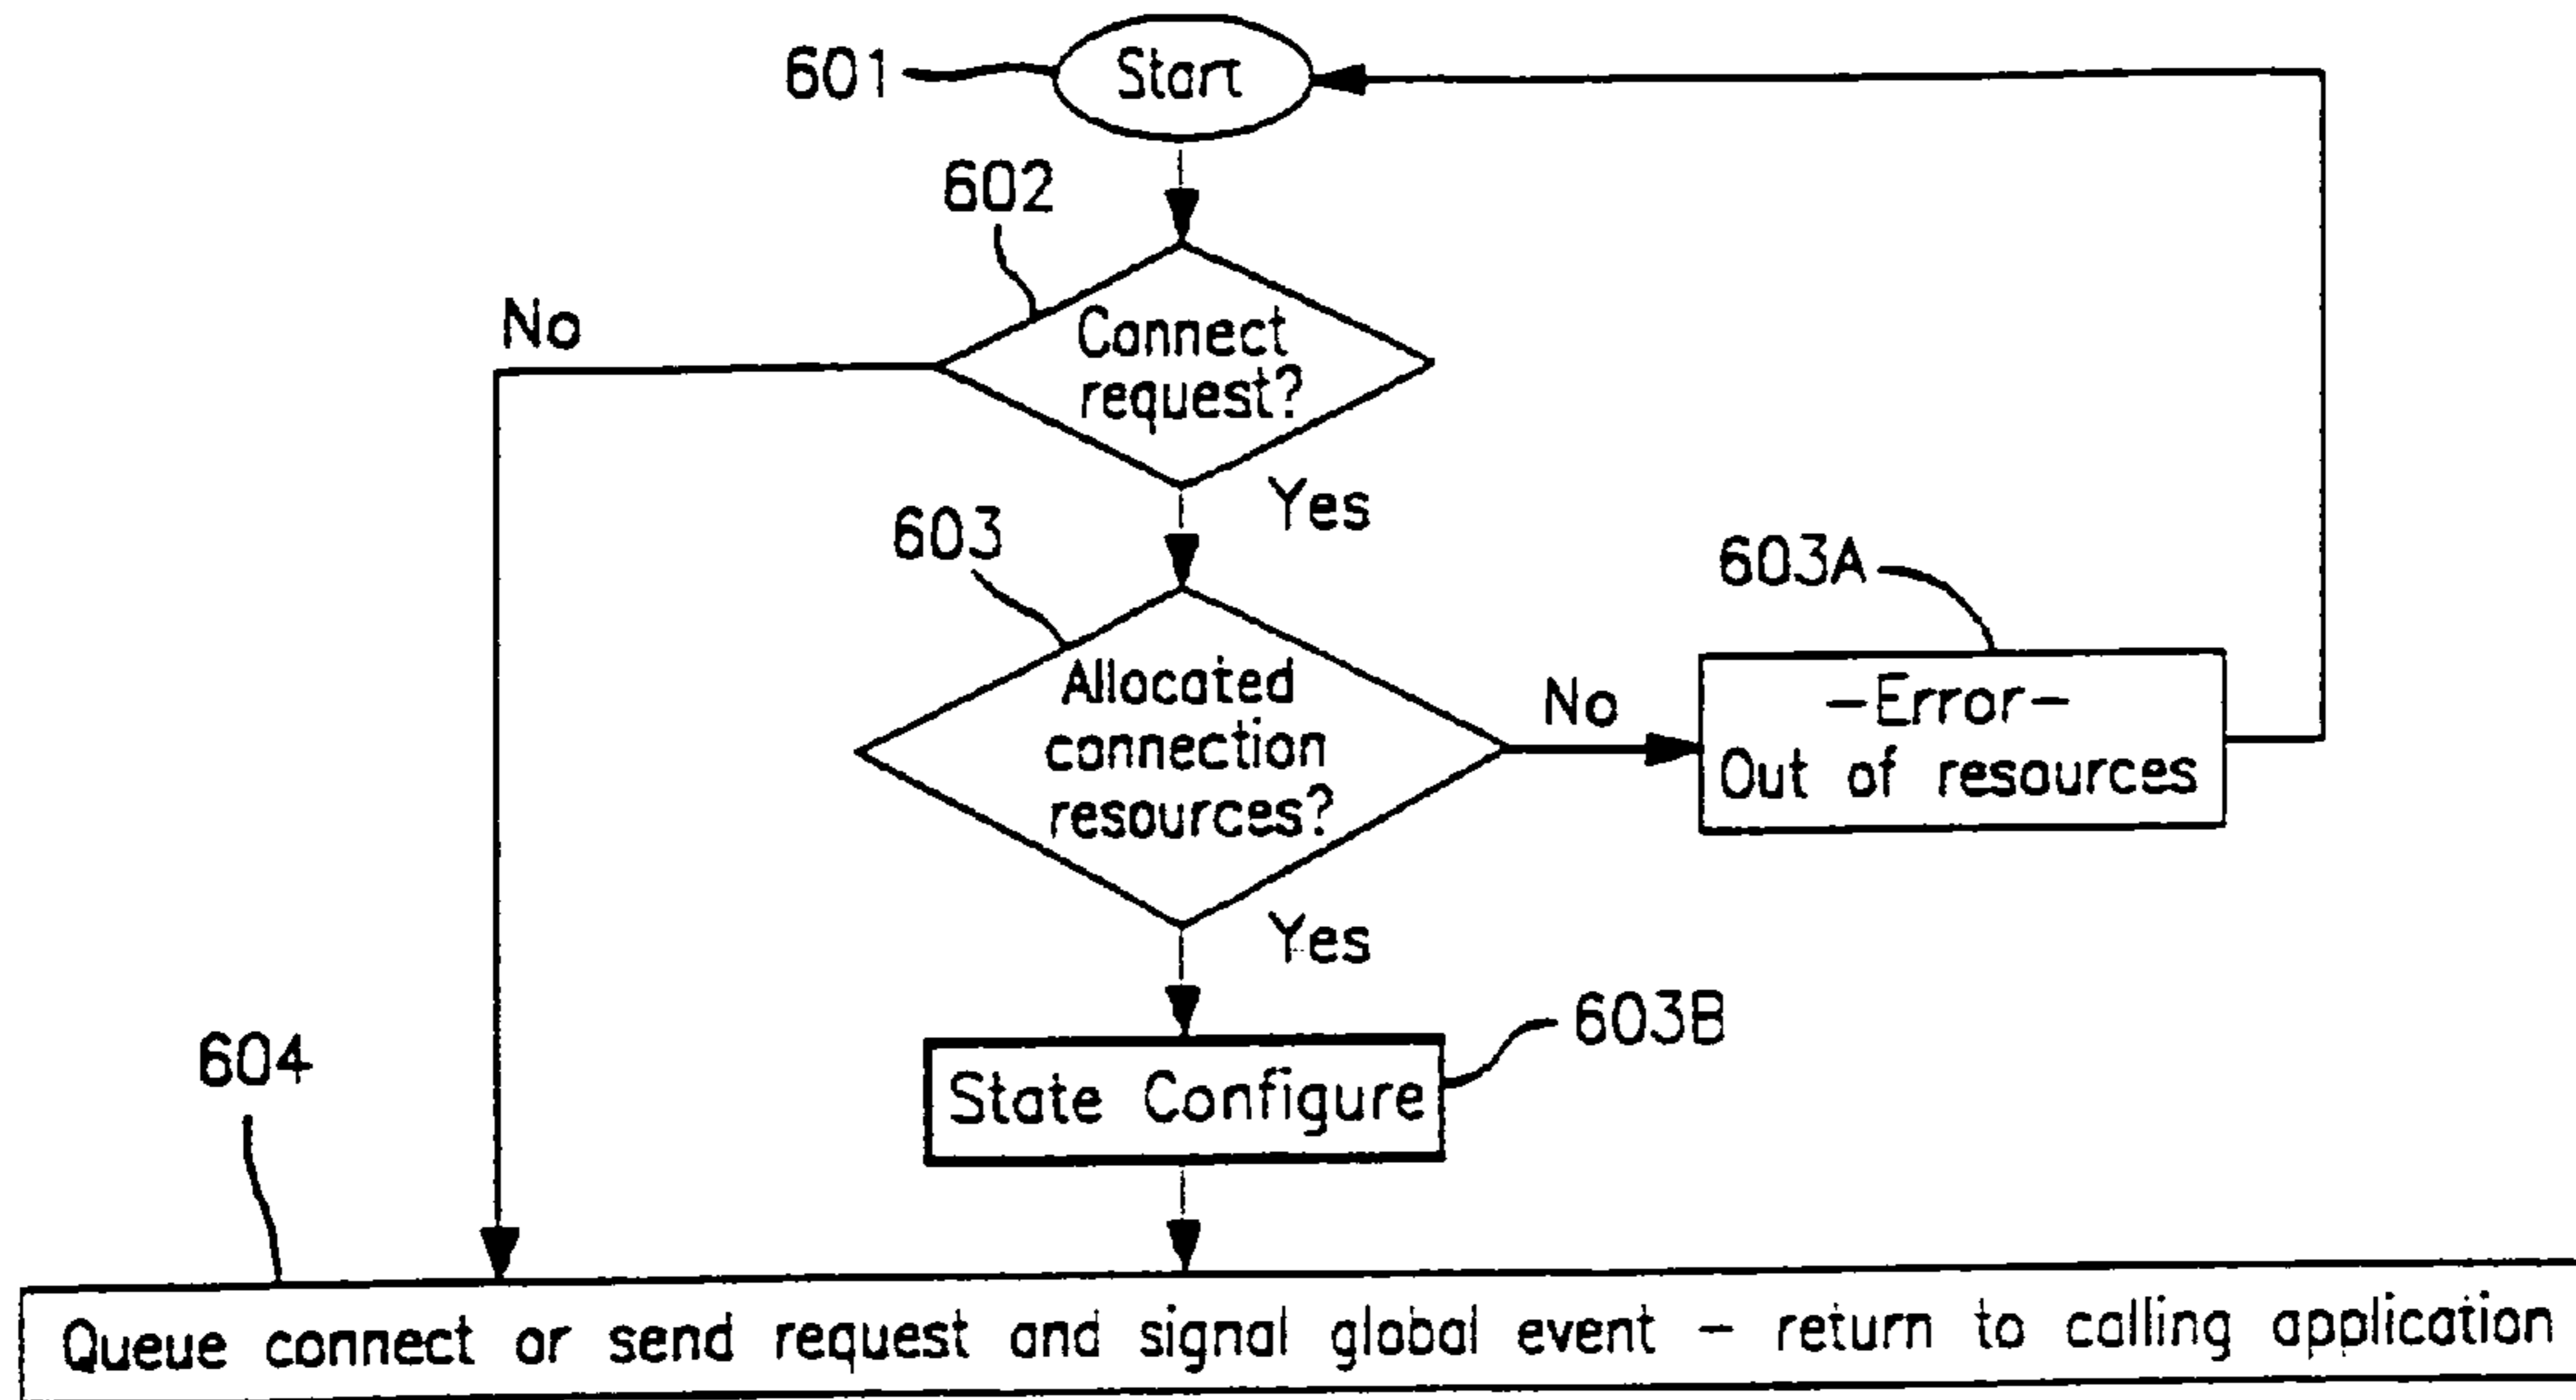 601
Start
602
No
Connect
request?
Yes
603
603A
Allocated
connection
resources?
No
-Error-
Out of resources
Yes
603B
State Configure
604
Queue connect or send request and signal global event - return to calling application